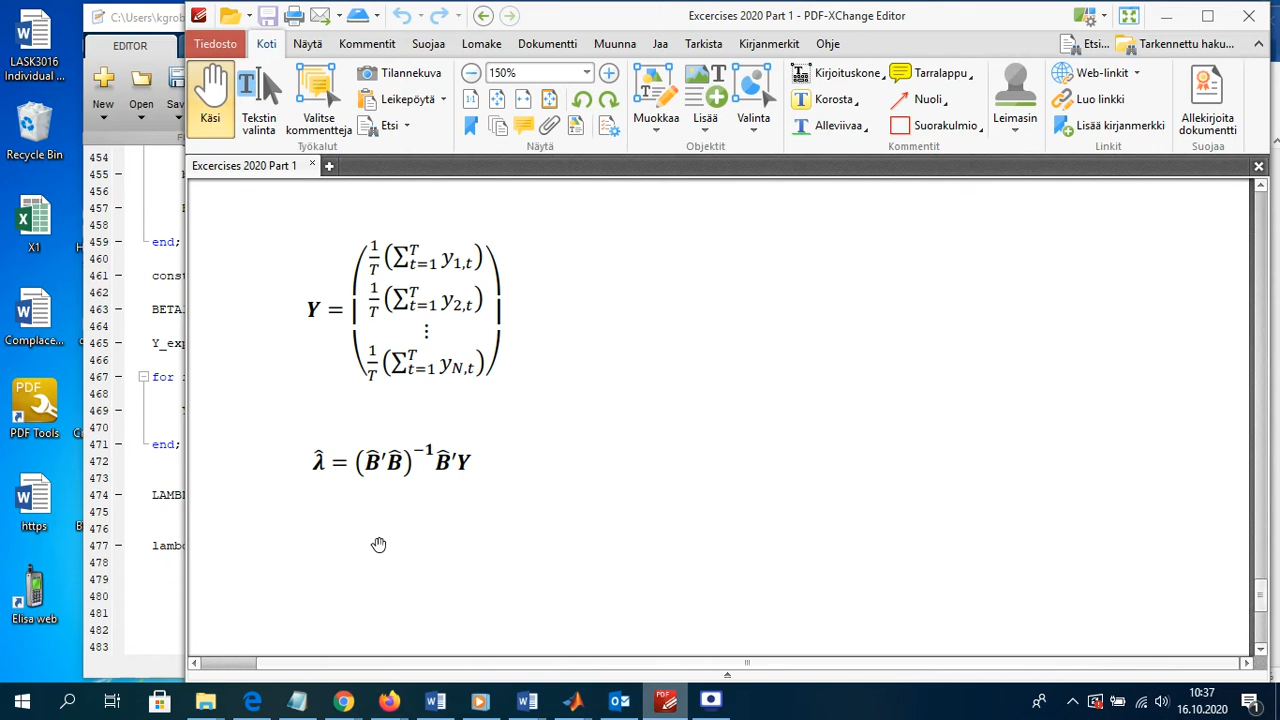 C:\Users\kgrob
Excercises 2020 Part 1 - PDF-XChange Editor
EDITOR
Tiedosto Koti Näytä Kommentit Suojaa Lomake Dokumentti Muunna Jaa Tarkista Kirjanmerkit Ohje
Etsi... Tarkennettu haku...
New Open Sav
Käsi
Tekstin valinta
Valitse kommentteja
Tilannekuva
Leikepöytä
Etsi
Työkalut
150%
Näytä
Muokkaa Lisää Valinta
Objektit
Kirjoituskone
Korosta
Alleviivaa
Tarralappu
Nuoli
Suorakulmio
Kommentit
Leimasin
Web-linkit
Luo linkki
Lisää kirjanmerkki
Linkit
Allekirjoita dokumentti
Suojaa
Excercises 2020 Part 1
LASK3016 Individual ...
Recycle Bin
X1
Complace...
PDF
PDF Tools
https
Elisa web
454
455
456
457
458
459 end;
460
461 cons
462
463 BETA
464
465 Y_exp
466
467 for
468
469
470
471 end;
472
473
474 LAMB
475
476
477 lamb
478
479
480
481
482
483
Y = ( 1/T (∑_{t=1}^{T} y_{1,t})
1/T (∑_{t=1}^{T} y_{2,t})
⋮
1/T (∑_{t=1}^{T} y_{N,t}) )
λ̂ = (B̂′B̂)^{−1} B̂′Y
10:37
16.10.2020